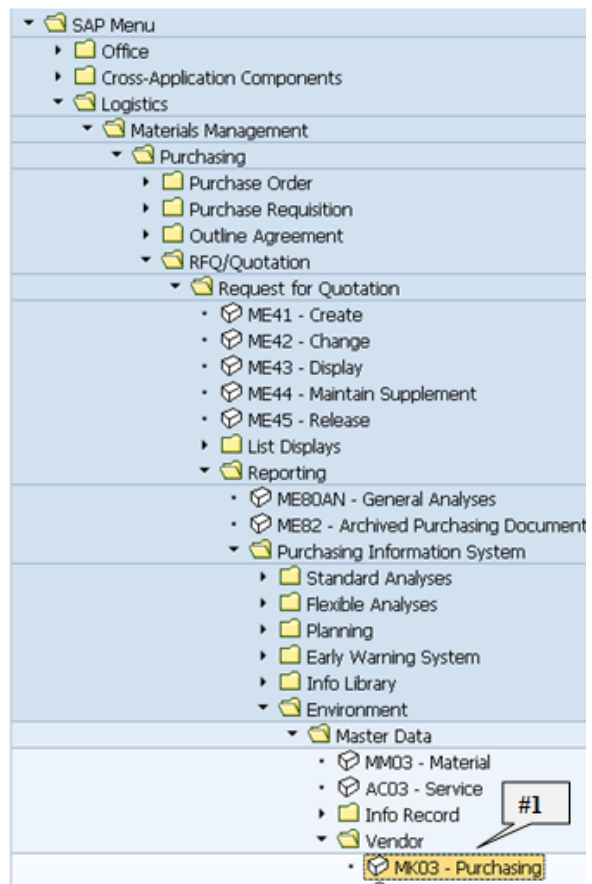 SAP Menu
Office
Cross-Application Components
Logistics
Materials Management
Purchasing
Purchase Order
Purchase Requisition
Outline Agreement
RFQ/Quotation
Request for Quotation
ME41 - Create
ME42 - Change
ME43 - Display
ME44 - Maintain Supplement
ME45 - Release
List Displays
Reporting
ME80AN - General Analyses
ME82 - Archived Purchasing Document
Purchasing Information System
Standard Analyses
Flexible Analyses
Planning
Early Warning System
Info Library
Environment
Master Data
MM03 - Material
AC03 - Service
#1
Info Record
Vendor
MK03 - Purchasing